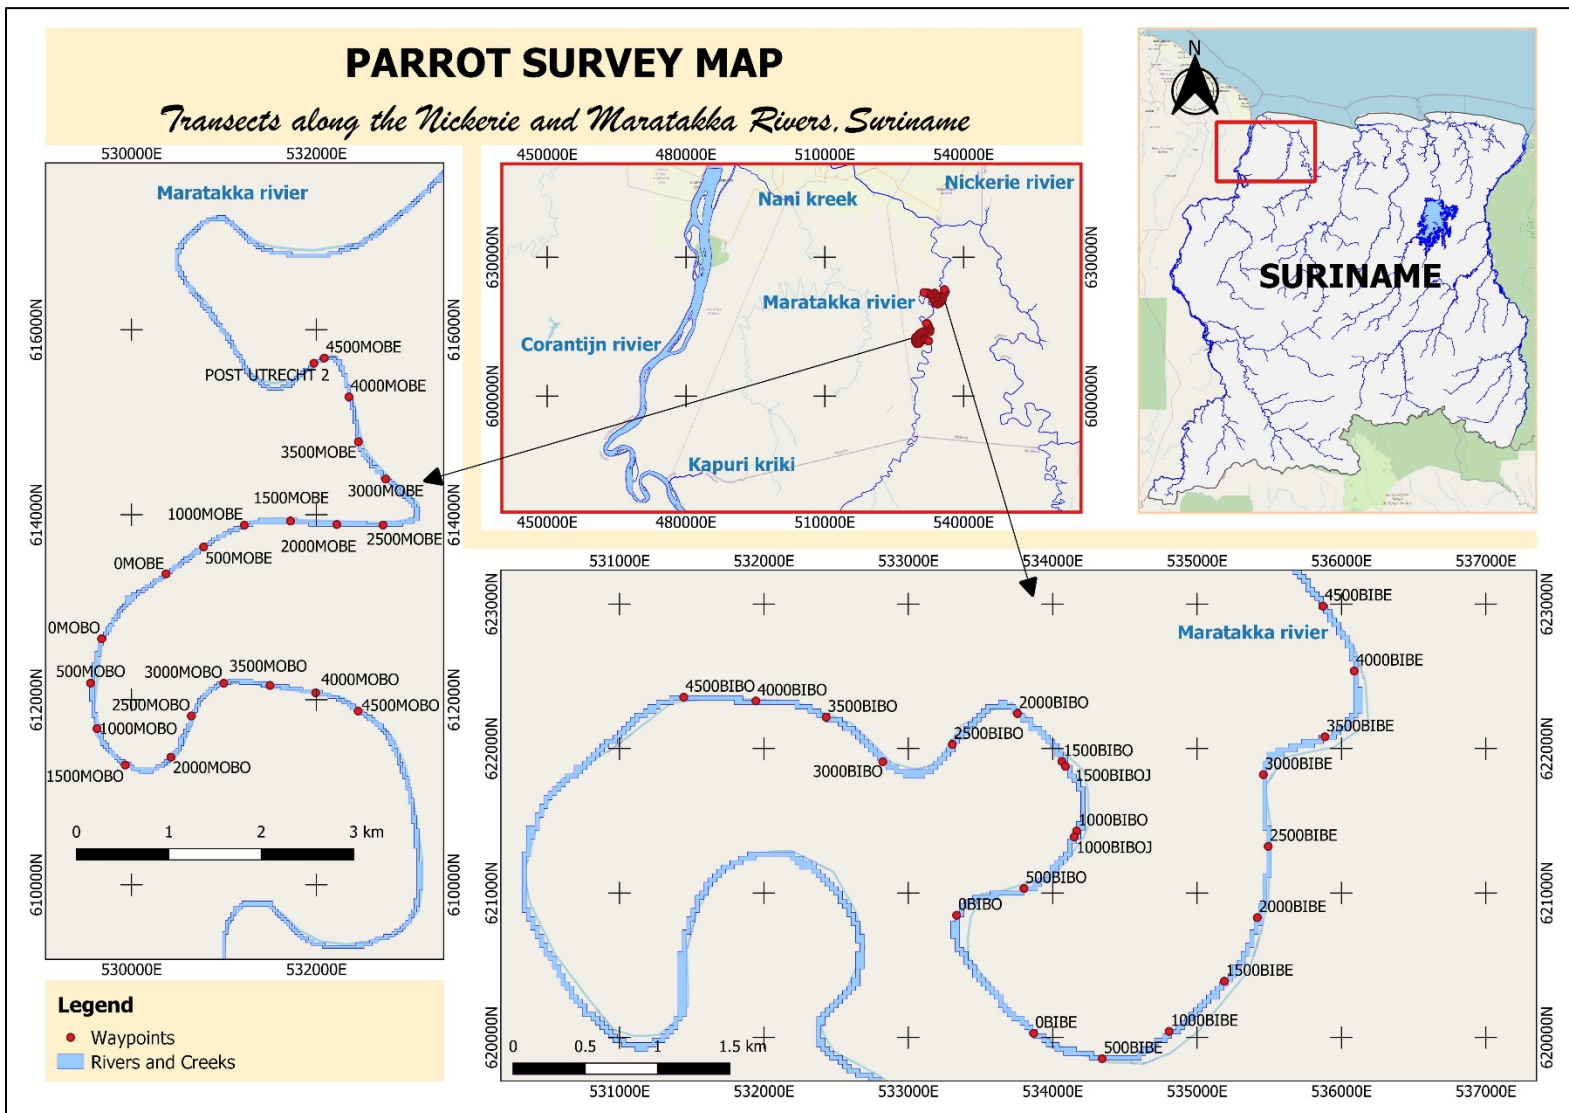 PARROT SURVEY MAP
Transects along the Nickerie and Maratakka Rivers, Suriname
530000E 532000E
616000N
614000N
612000N
610000N
Maratakka rivier
4500MOBE
POST UTRECHT 2
4000MOBE
3500MOBE
3000MOBE
1500MOBE
1000MOBE
2000MOBE
2500MOBE
500MOBE
0MOBE
0MOBO
500MOBO
3000MOBO
3500MOBO
4000MOBO
2500MOBO
4500MOBO
1000MOBO
1500MOBO
2000MOBO
0 1 2 3 km
616000N
614000N
612000N
610000N
530000E 532000E
Legend
Waypoints
Rivers and Creeks
450000E 480000E 510000E 540000E
630000N
600000N
Nickerie rivier
Nani kreek
Maratakka rivier
Corantijn rivier
Kapuri kriki
630000N
600000N
450000E 480000E 510000E 540000E
N
SURINAME
531000E 532000E 533000E 534000E 535000E 536000E 537000E
623000N
622000N
621000N
620000N
4500BIBE
Maratakka rivier
4000BIBE
4500BIBO
4000BIBO
3500BIBO
2000BIBO
3500BIBE
2500BIBO
1500BIBO
3000BIBO
1500BIBOJ
3000BIBE
1000BIBO
1000BIBOJ
2500BIBE
500BIBO
0BIBO
2000BIBE
1500BIBE
0BIBE
1000BIBE
500BIBE
0 0.5 1 1.5 km
623000N
622000N
621000N
620000N
531000E 532000E 533000E 534000E 535000E 536000E 537000E